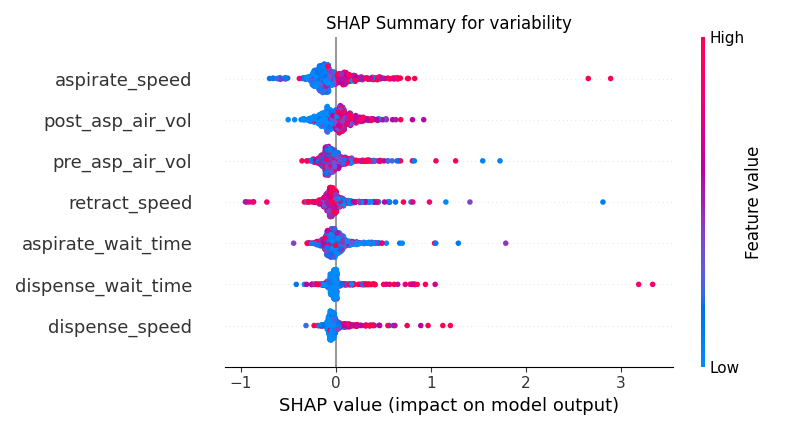 SHAP Summary for variability
High
aspirate_speed
post_asp_air_vol
pre_asp_air_vol
retract_speed
aspirate_wait_time
dispense_wait_time
dispense_speed
Feature value
Low
−1
0
1
2
3
SHAP value (impact on model output)